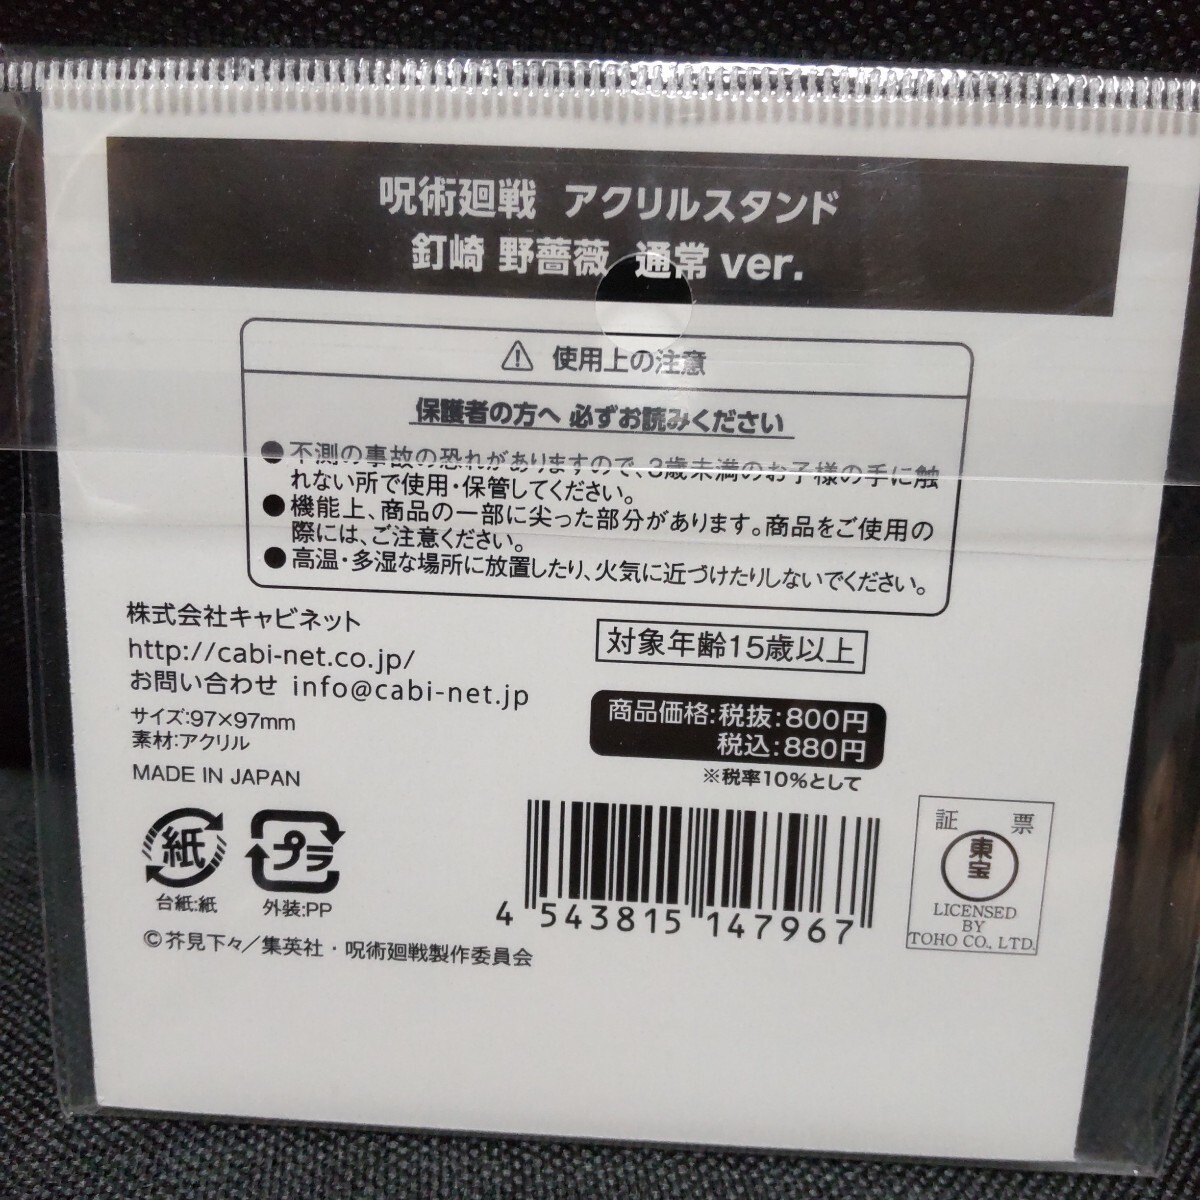 呪術廻戦 アクリルスタンド
釘崎 野薔薇 通常 ver.
⚠ 使用上の注意
保護者の方へ 必ずお読みください
●不測の事故の恐れがありますので、3歳未満のお子様の手に触
れない所で使用・保管してください。
●機能上、商品の一部に尖った部分があります。商品をご使用の
際には、ご注意ください。
●高温・多湿な場所に放置したり、火気に近づけたりしないでください。
株式会社キャビネット
http://cabi-net.co.jp/
お問い合わせ info@cabi-net.jp
サイズ:97×97mm
素材:アクリル
MADE IN JAPAN
対象年齢15歳以上
商品価格:税抜:800円
税込:880円
※税率10%として
紙
台紙:紙
プラ
外装:PP
4 543815 147967
証 票
東宝
LICENSED
BY
TOHO CO., LTD.
©芥見下々/集英社・呪術廻戦製作委員会